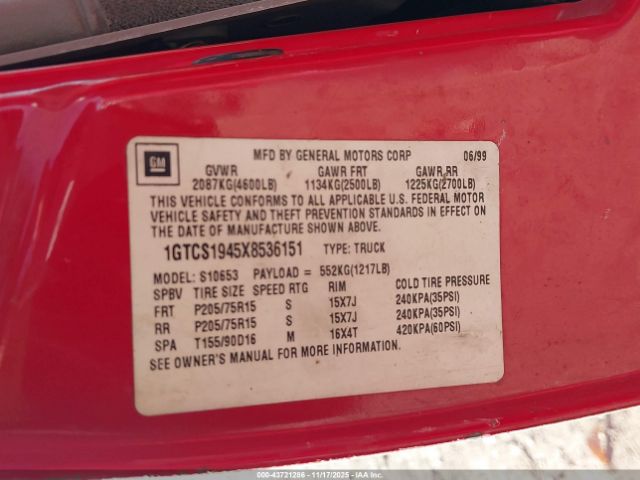 GM
MFD BY GENERAL MOTORS CORP 06/99
GVWR GAWR FRT GAWR RR
2087KG(4600LB) 1134KG(2500LB) 1225KG(2700LB)
THIS VEHICLE CONFORMS TO ALL APPLICABLE U.S. FEDERAL MOTOR
VEHICLE SAFETY AND THEFT PREVENTION STANDARDS IN EFFECT ON
THE DATE OF MANUFACTURE SHOWN ABOVE.
1GTCS1945X8536151 TYPE: TRUCK
MODEL: S10653 PAYLOAD = 552KG(1217LB)
SPBV TIRE SIZE SPEED RTG RIM COLD TIRE PRESSURE
FRT P205/75R15 S 15X7J 240KPA(35PSI)
RR P205/75R15 S 15X7J 240KPA(35PSI)
SPA T155/90D16 M 16X4T 420KPA(60PSI)
SEE OWNER'S MANUAL FOR MORE INFORMATION.
000-43721286 - 11/17/2025 - IAAI.COM